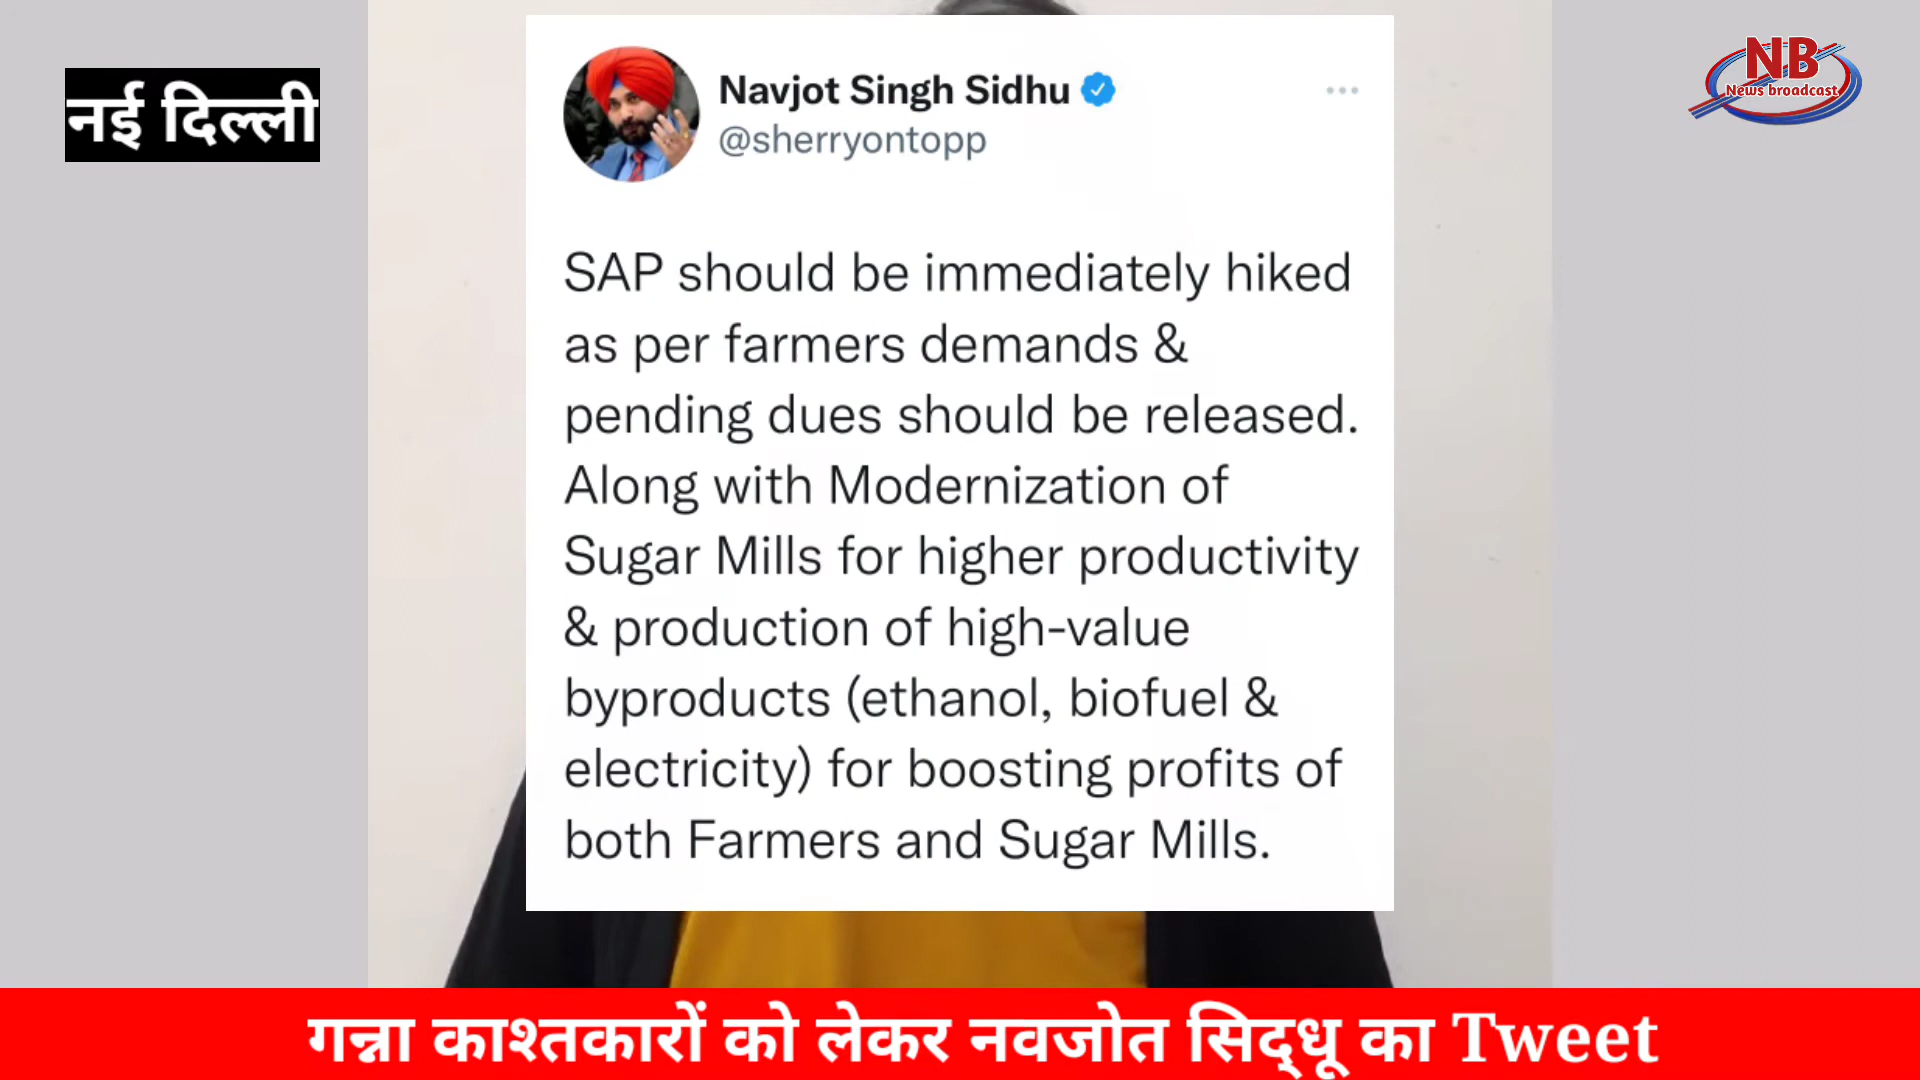 नई दिल्ली
NB
News broadcast
Navjot Singh Sidhu
@sherryontopp
SAP should be immediately hiked
as per farmers demands &
pending dues should be released.
Along with Modernization of
Sugar Mills for higher productivity
& production of high-value
byproducts (ethanol, biofuel &
electricity) for boosting profits of
both Farmers and Sugar Mills.
गन्ना काश्तकारों को लेकर नवजोत सिद्धू का Tweet